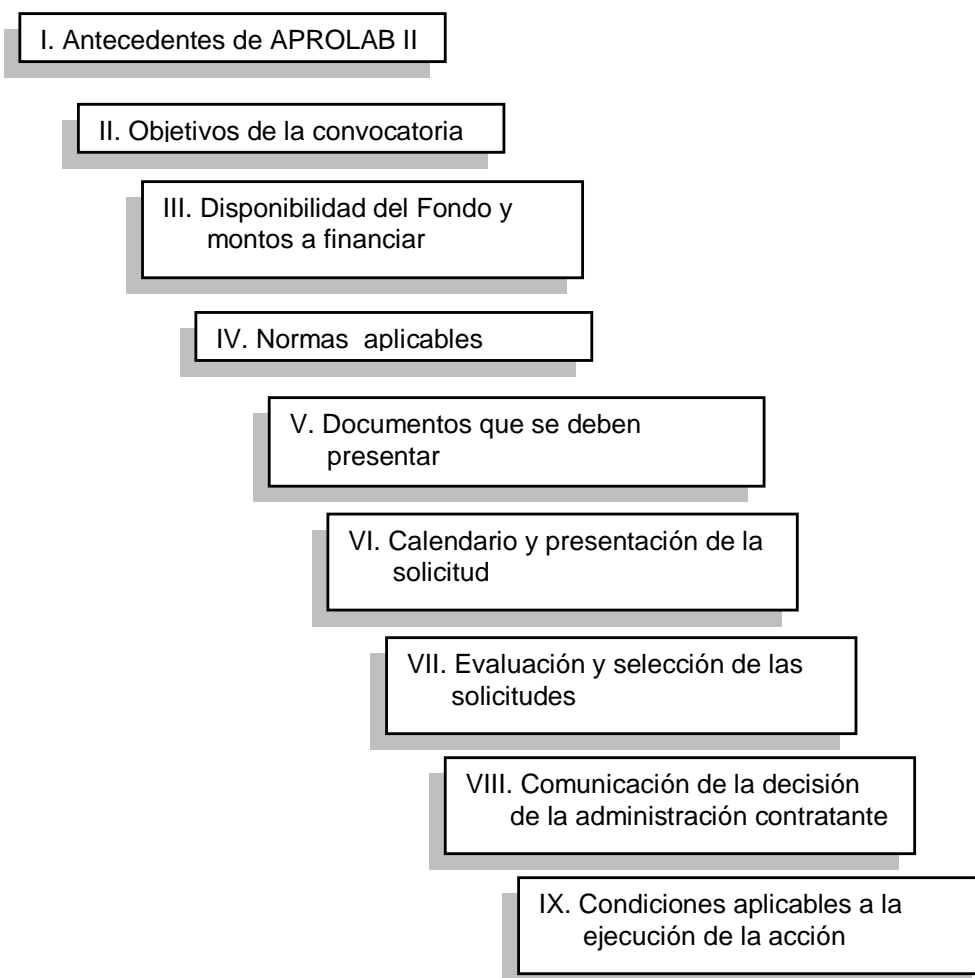 I. Antecedentes de APROLAB II
II. Objetivos de la convocatoria
III. Disponibilidad del Fondo y
montos a financiar
IV. Normas aplicables
V. Documentos que se deben
presentar
VI. Calendario y presentación de la
solicitud
VII. Evaluación y selección de las
solicitudes
VIII. Comunicación de la decisión
de la administración contratante
IX. Condiciones aplicables a la
ejecución de la acción